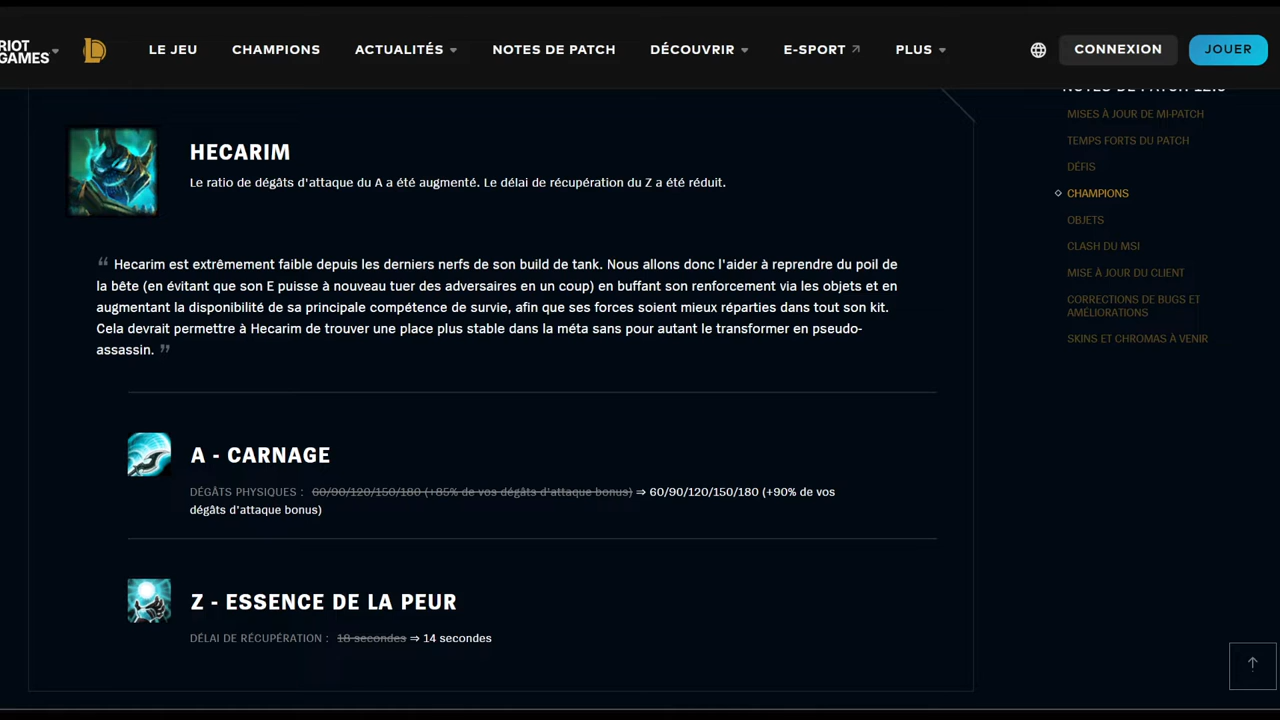 RIOT
GAMES
LE JEU
CHAMPIONS
ACTUALITÉS
NOTES DE PATCH
DÉCOUVRIR
E-SPORT
PLUS
CONNEXION
JOUER
HECARIM
Le ratio de dégâts d'attaque du A a été augmenté. Le délai de récupération du Z a été réduit.
“ Hecarim est extrêmement faible depuis les derniers nerfs de son build de tank. Nous allons donc l'aider à reprendre du poil de
la bête (en évitant que son E puisse à nouveau tuer des adversaires en un coup) en buffant son renforcement via les objets et en
augmentant la disponibilité de sa principale compétence de survie, afin que ses forces soient mieux réparties dans tout son kit.
Cela devrait permettre à Hecarim de trouver une place plus stable dans la méta sans pour autant le transformer en pseudo-
assassin. ”
A - CARNAGE
DÉGÂTS PHYSIQUES : 60/90/120/150/180 (+85% de vos dégâts d'attaque bonus) ⇒ 60/90/120/150/180 (+90% de vos
dégâts d'attaque bonus)
Z - ESSENCE DE LA PEUR
DÉLAI DE RÉCUPÉRATION : 18 secondes ⇒ 14 secondes
NOTES DE PATCH
MISES À JOUR DE MI-PATCH
TEMPS FORTS DU PATCH
DÉFIS
CHAMPIONS
OBJETS
CLASH DU MSI
MISE À JOUR DU CLIENT
CORRECTIONS DE BUGS ET
AMÉLIORATIONS
SKINS ET CHROMAS À VENIR